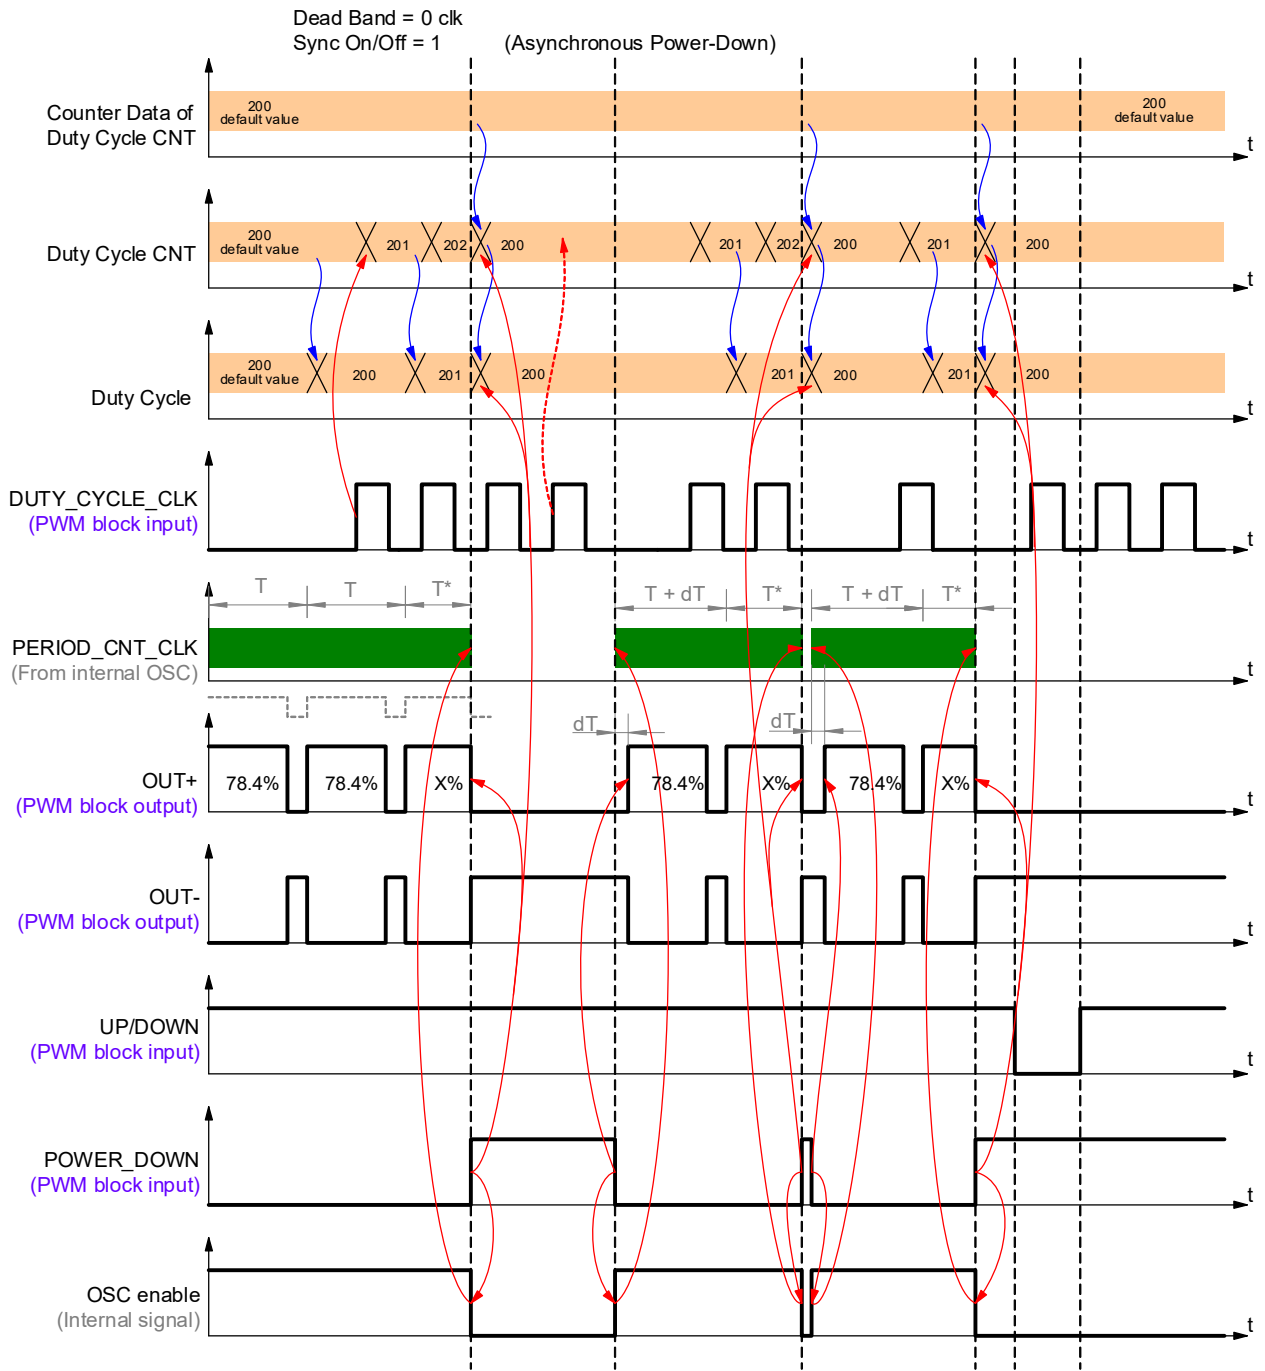 Dead Band = 0 clk
Sync On/Off = 1 (Asynchronous Power-Down)
Counter Data of
Duty Cycle CNT
200
default value
200
default value
t
Duty Cycle CNT
200
default value
201 202 200 201 202 200 201 200
t
Duty Cycle
200
default value
200 201 200 201 200 201 200
t
DUTY_CYCLE_CLK
(PWM block input)
t
T T T* T + dT T* T + dT T*
PERIOD_CNT_CLK
(From internal OSC)
t
dT dT
OUT+
(PWM block output)
78.4% 78.4% X% 78.4% X% 78.4% X%
t
OUT-
(PWM block output)
t
UP/DOWN
(PWM block input)
t
POWER_DOWN
(PWM block input)
t
OSC enable
(Internal signal)
t